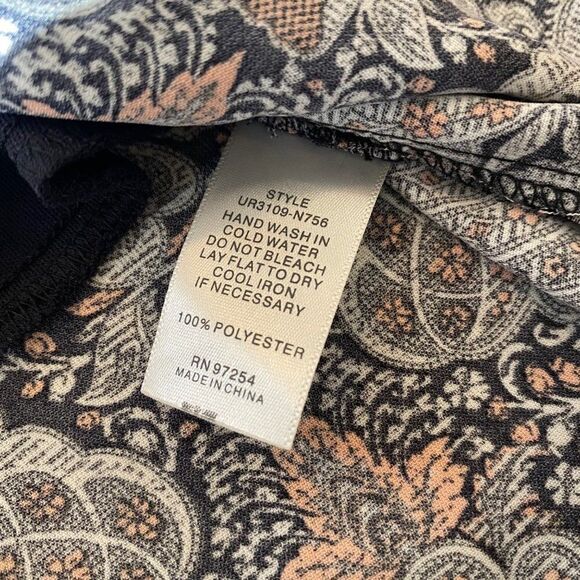 STYLE
UR3109-N756
HAND WASH IN
COLD WATER
DO NOT BLEACH
LAY FLAT TO DRY
COOL IRON
IF NECESSARY
100% POLYESTER
RN 97254
MADE IN CHINA